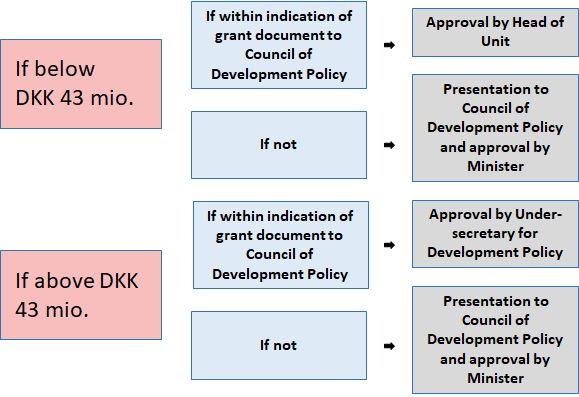 If below
DKK 43 mio.
If within indication of
grant document to
Council of
Development Policy
Approval by Head of
Unit
If not
Presentation to
Council of
Development Policy
and approval by
Minister
If above DKK
43 mio.
If within indication of
grant document to
Council of
Development Policy
Approval by Under-
secretary for
Development Policy
If not
Presentation to
Council of
Development Policy
and approval by
Minister